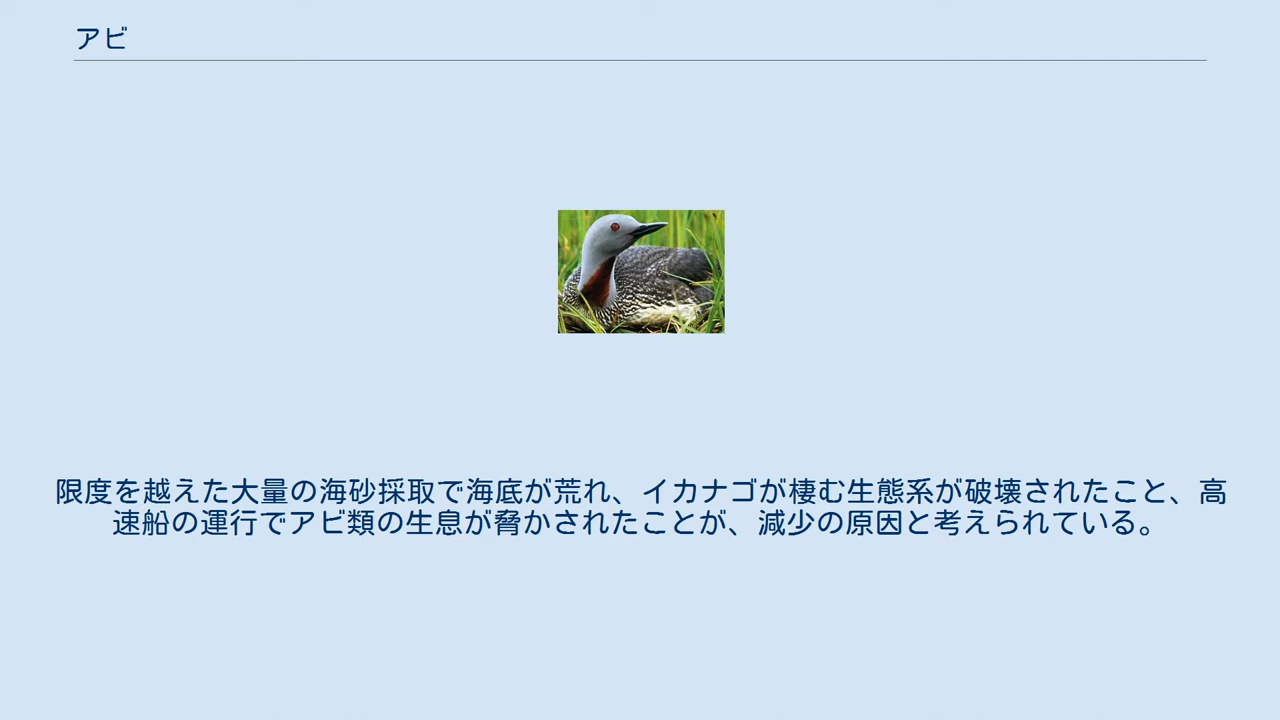 アビ
限度を越えた大量の海砂採取で海底が荒れ、イカナゴが棲む生態系が破壊されたこと、高
速船の運行でアビ類の生息が脅かされたことが、減少の原因と考えられている。